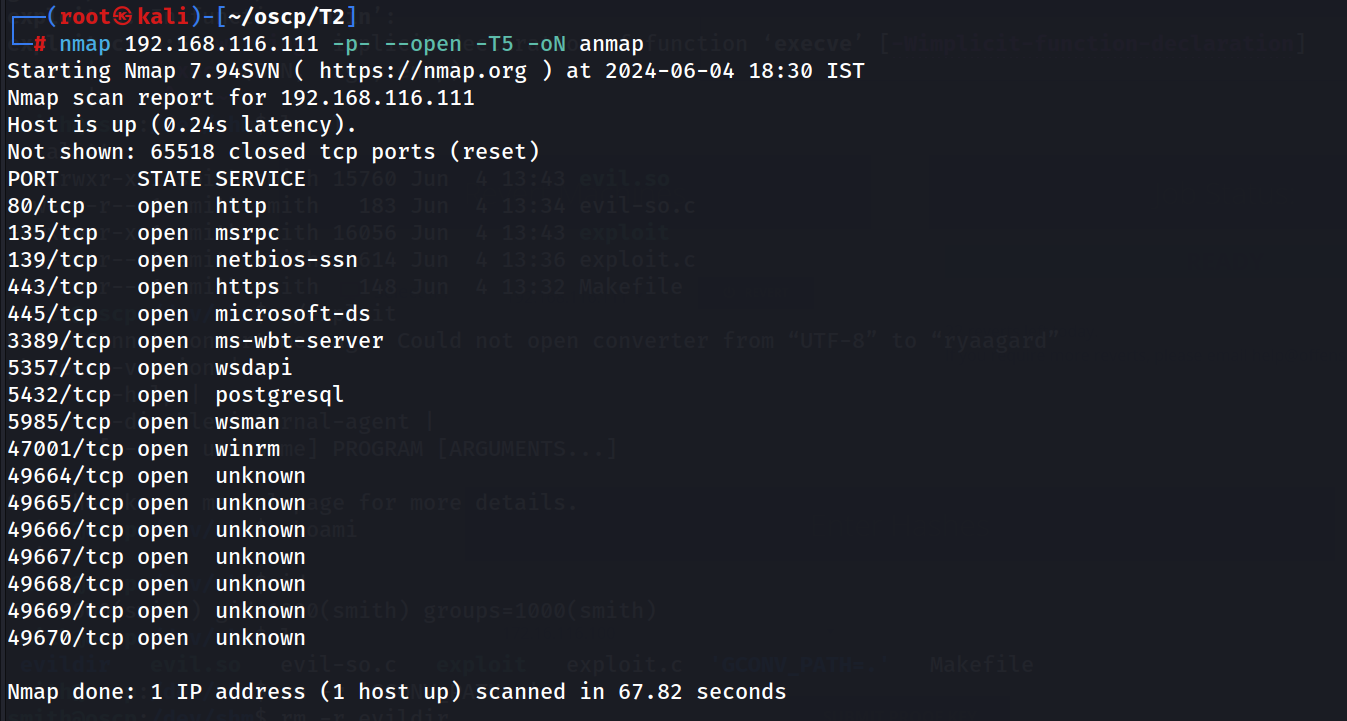 ┌──(root㉿kali)-[~/oscp/T2]
└─# nmap 192.168.116.111 -p- --open -T5 -oN anmap
Starting Nmap 7.94SVN ( https://nmap.org ) at 2024-06-04 18:30 IST
Nmap scan report for 192.168.116.111
Host is up (0.24s latency).
Not shown: 65518 closed tcp ports (reset)
PORT      STATE SERVICE
80/tcp    open  http
135/tcp   open  msrpc
139/tcp   open  netbios-ssn
443/tcp   open  https
445/tcp   open  microsoft-ds
3389/tcp  open  ms-wbt-server
5357/tcp  open  wsdapi
5432/tcp  open  postgresql
5985/tcp  open  wsman
47001/tcp open  winrm
49664/tcp open  unknown
49665/tcp open  unknown
49666/tcp open  unknown
49667/tcp open  unknown
49668/tcp open  unknown
49669/tcp open  unknown
49670/tcp open  unknown
Nmap done: 1 IP address (1 host up) scanned in 67.82 seconds